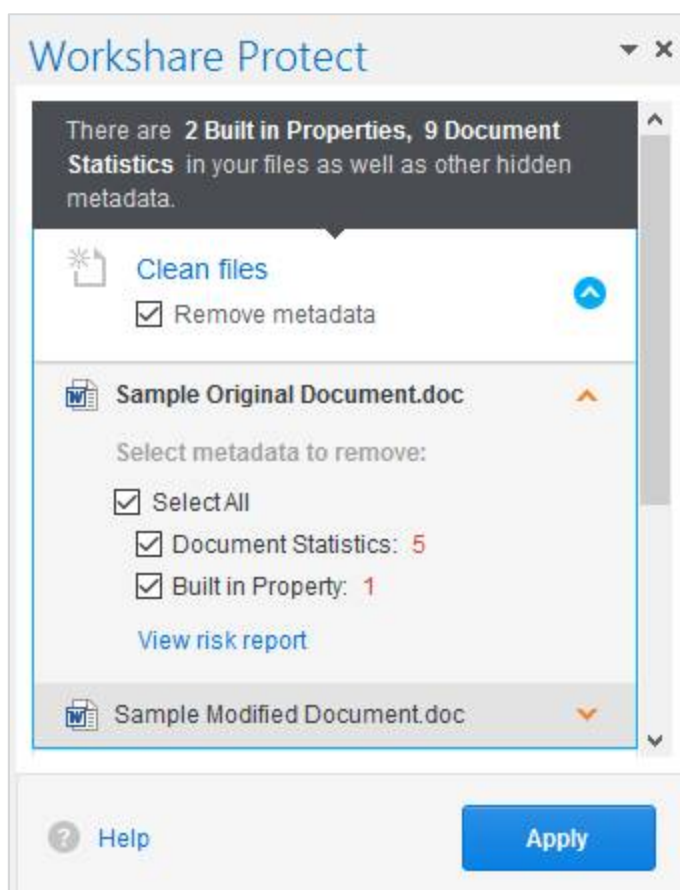 Workshare Protect
There are 2 Built in Properties, 9 Document
Statistics in your files as well as other hidden
metadata.
Clean files
Remove metadata
Sample Original Document.doc
Select metadata to remove:
Select All
Document Statistics: 5
Built in Property: 1
View risk report
Sample Modified Document.doc
? Help
Apply